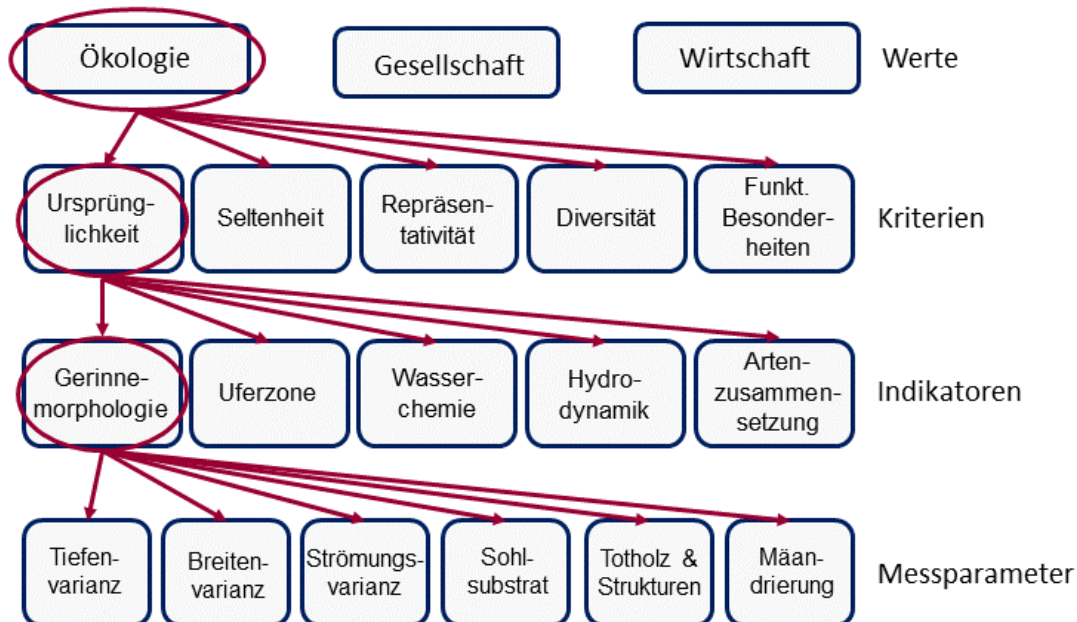 Ökologie
Gesellschaft
Wirtschaft
Werte
Ursprüng-
lichkeit
Seltenheit
Repräsen-
tativität
Diversität
Funkt.
Besonder-
heiten
Kriterien
Gerinne-
morphologie
Uferzone
Wasser-
chemie
Hydro-
dynamik
Arten-
zusammen-
setzung
Indikatoren
Tiefen-
varianz
Breiten-
varianz
Strömungs-
varianz
Sohl-
substrat
Totholz &
Strukturen
Mäan-
drierung
Messparameter